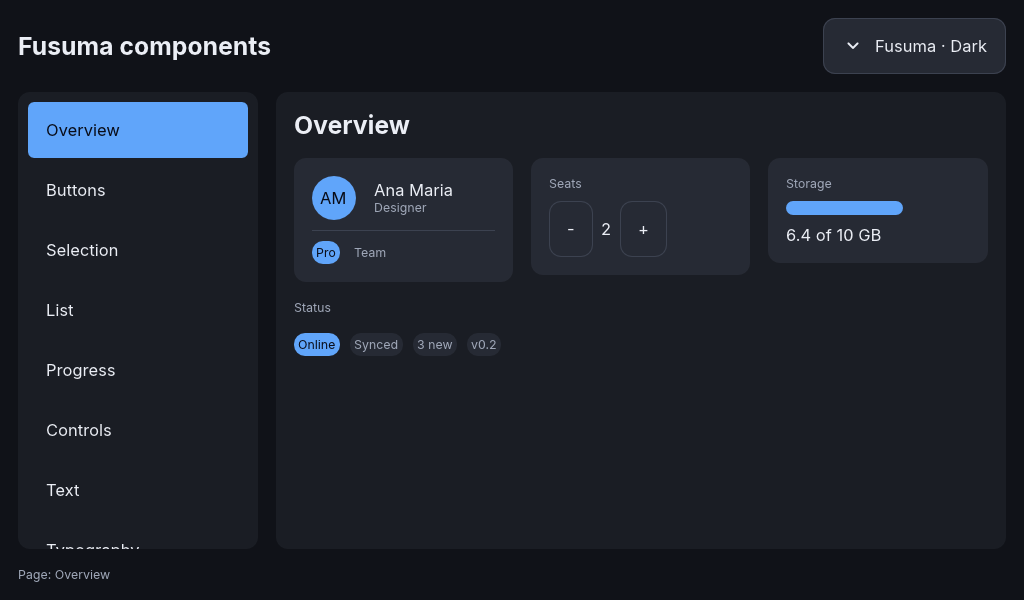 Fusuma components
Fusuma · Dark
Overview
Buttons
Selection
List
Progress
Controls
Text
Typography
Overview
AM
Ana Maria
Designer
Pro
Team
Seats
-
2
+
Storage
6.4 of 10 GB
Status
Online
Synced
3 new
v0.2
Page: Overview